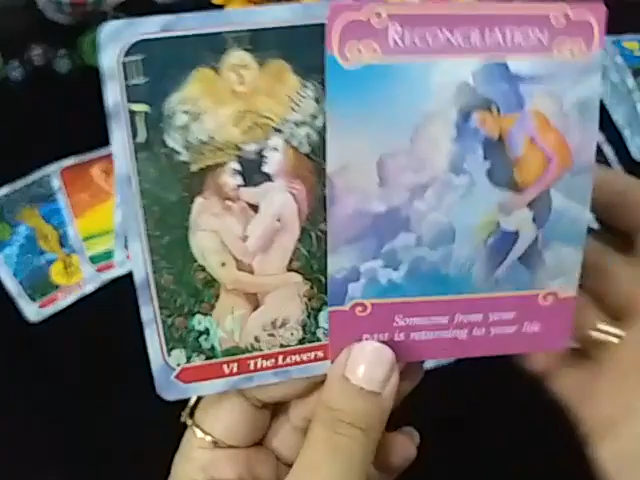 VI The Lovers
RECONCILIATION
Someone from your
past is returning to your life